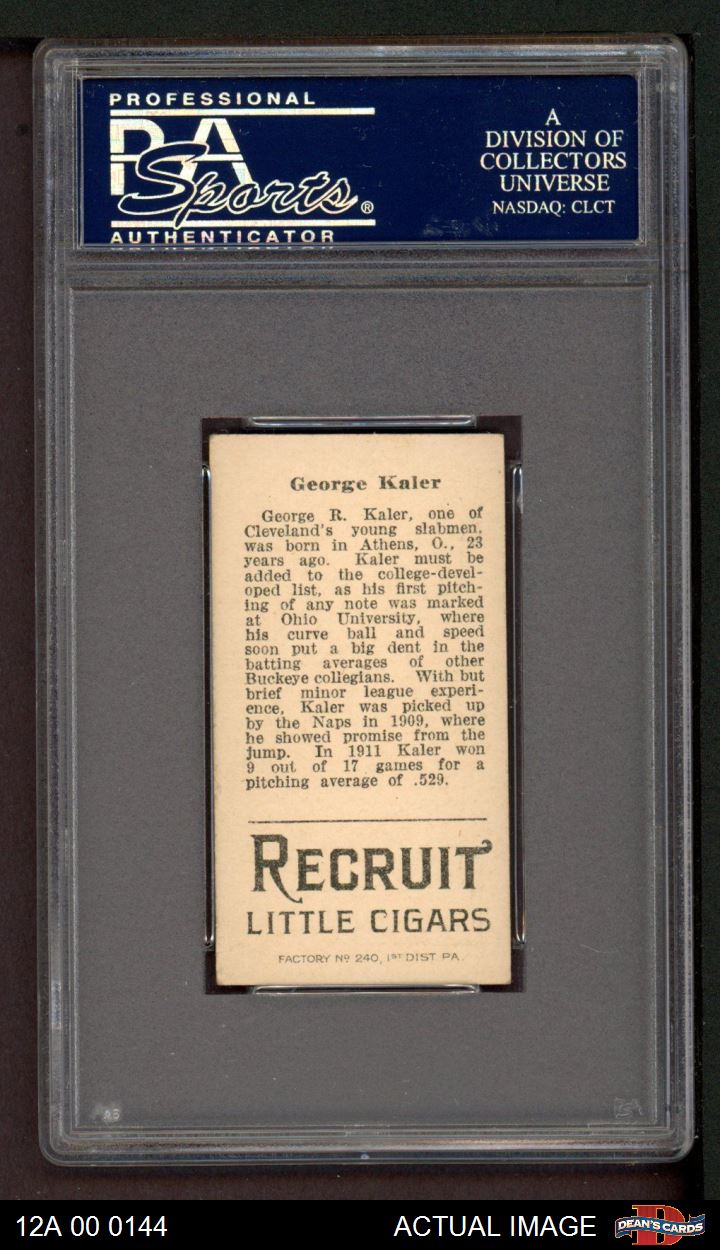 PROFESSIONAL
PSA
Sports®
AUTHENTICATOR
A
DIVISION OF
COLLECTORS
UNIVERSE
NASDAQ: CLCT
George Kaler
George R. Kaler, one of
Cleveland's young slabmen,
was born in Athens, O., 23
years ago. Kaler must be
added to the college-devel-
oped list, as his first pitch-
ing of any note was marked
at Ohio University, where
his curve ball and speed
soon put a big dent in the
batting averages of other
Buckeye collegians. With but
brief minor league experi-
ence, Kaler was picked up
by the Naps in 1909, where
he showed promise from the
jump. In 1911 Kaler won
9 out of 17 games for a
pitching average of .529.
RECRUIT
LITTLE CIGARS
FACTORY Nº 240, 1ST DIST PA.
12A 00 0144
ACTUAL IMAGE
DEAN'S CARDS